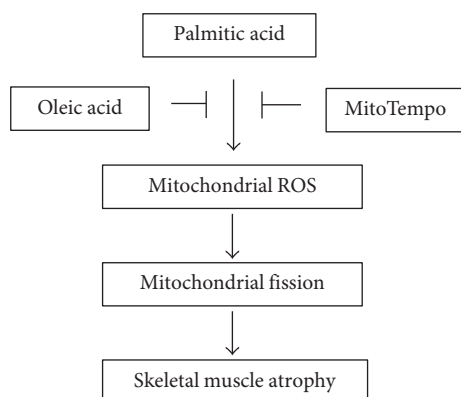 Palmitic acid
Oleic acid
MitoTempo
Mitochondrial ROS
Mitochondrial fission
Skeletal muscle atrophy